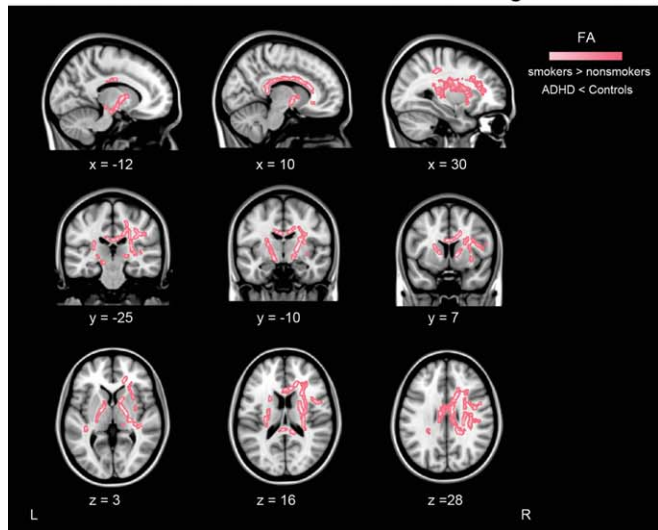 FA
smokers > nonsmokers
ADHD < Controls
x = -12
x = 10
x = 30
y = -25
y = -10
y = 7
z = 3
z = 16
z =28
L
R